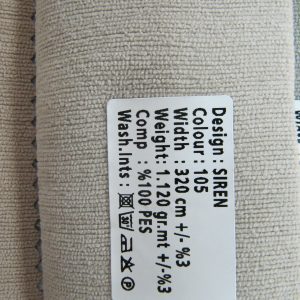 Design : SIREN
Colour : 105
Width : 320 cm +/- %3
Weight: 1.120 gr.mt +/-%3
Comp : %100 PES
Wash.Ints :